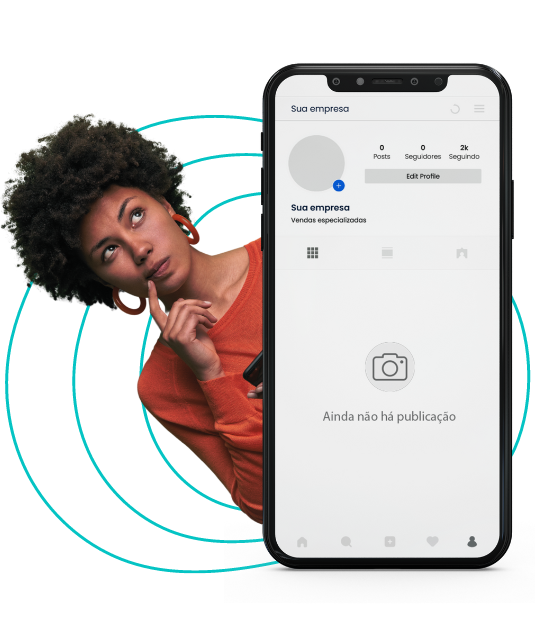 Sua empresa
0 0 2k
Posts Seguidores Seguindo
Edit Profile
Sua empresa
Vendas especializadas
Ainda não há publicação